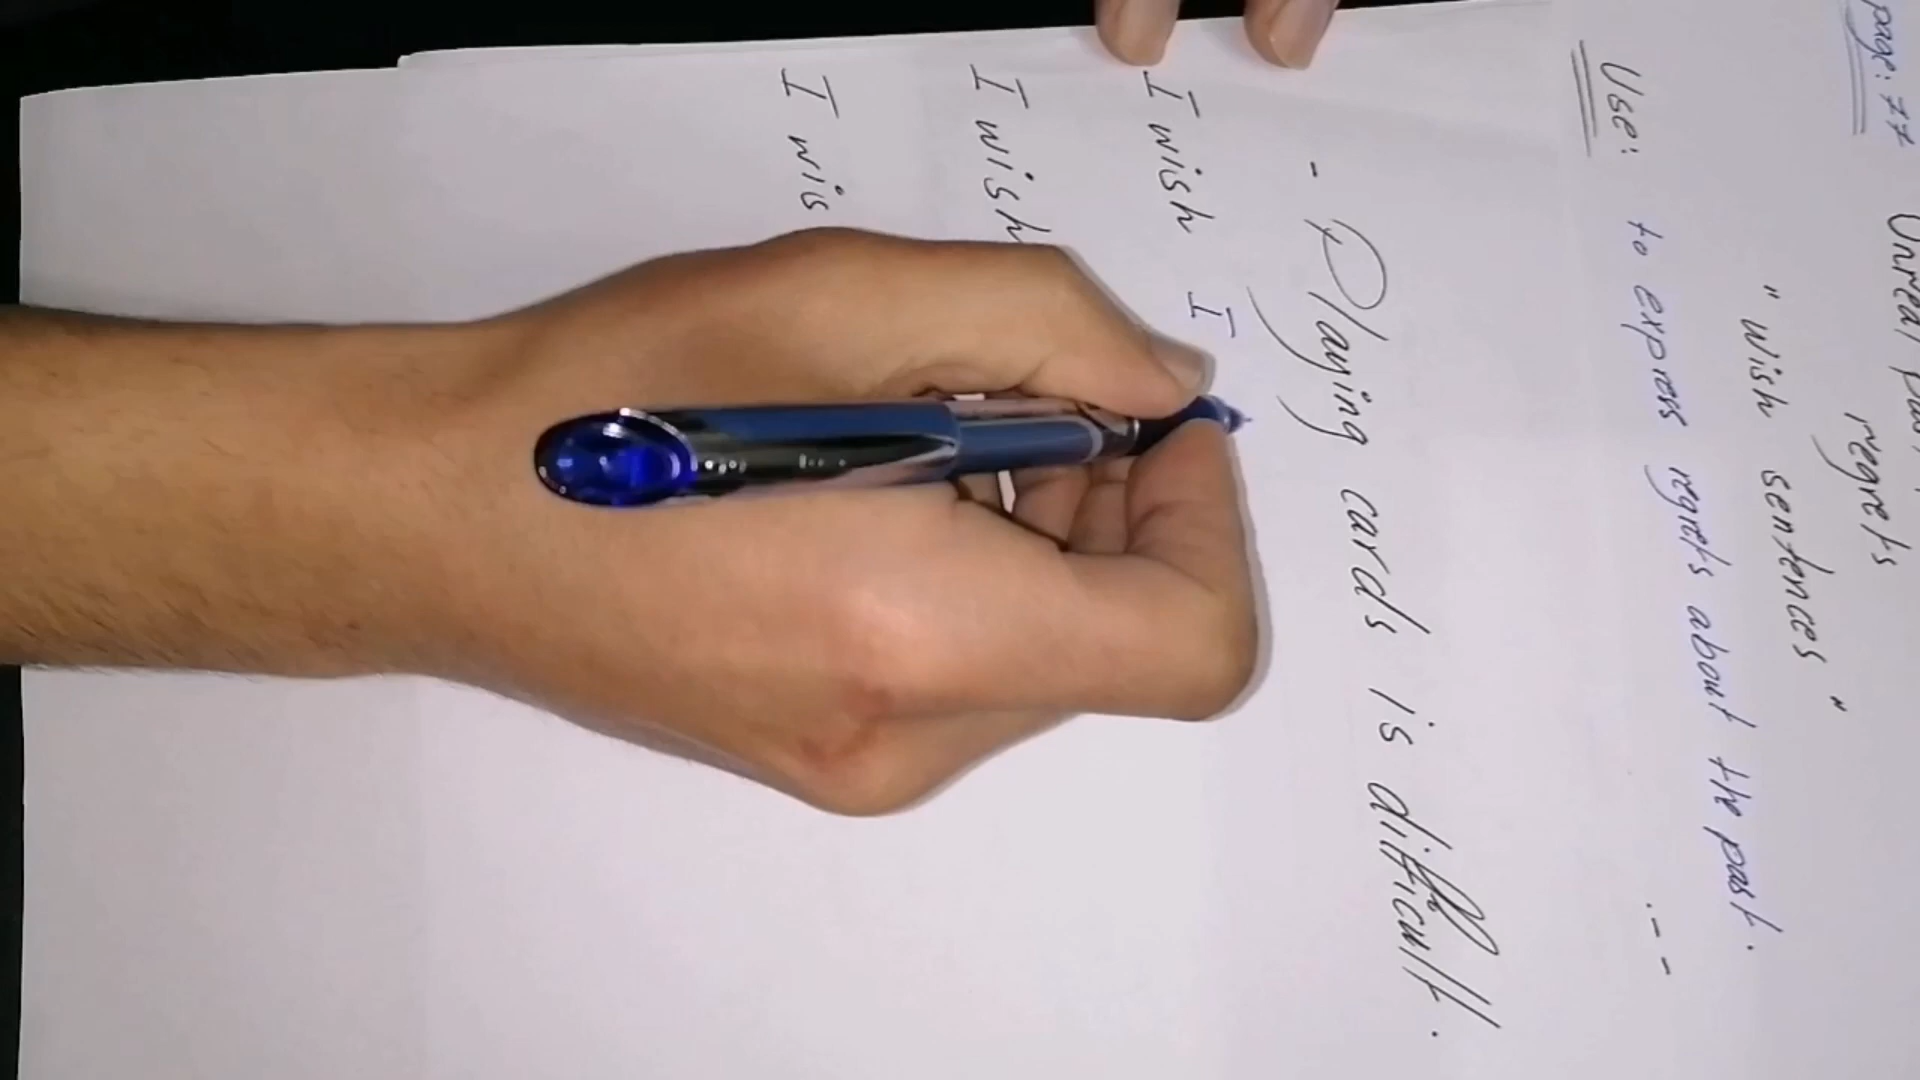 page: 77 Unreal past
regrets
"Wish sentences"
Use: to express regrets about the past.
- Playing cards is difficult.
I wish I
I wish
I wis